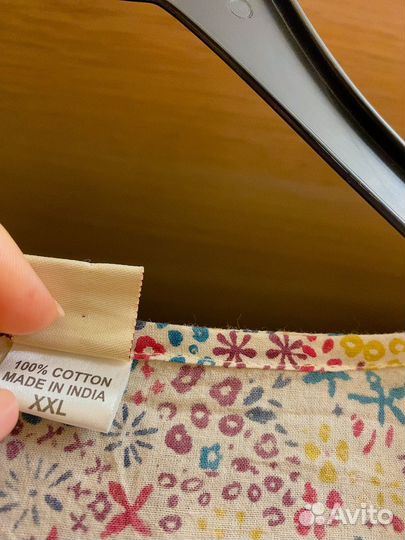 100% COTTON
MADE IN INDIA
XXL
Avito